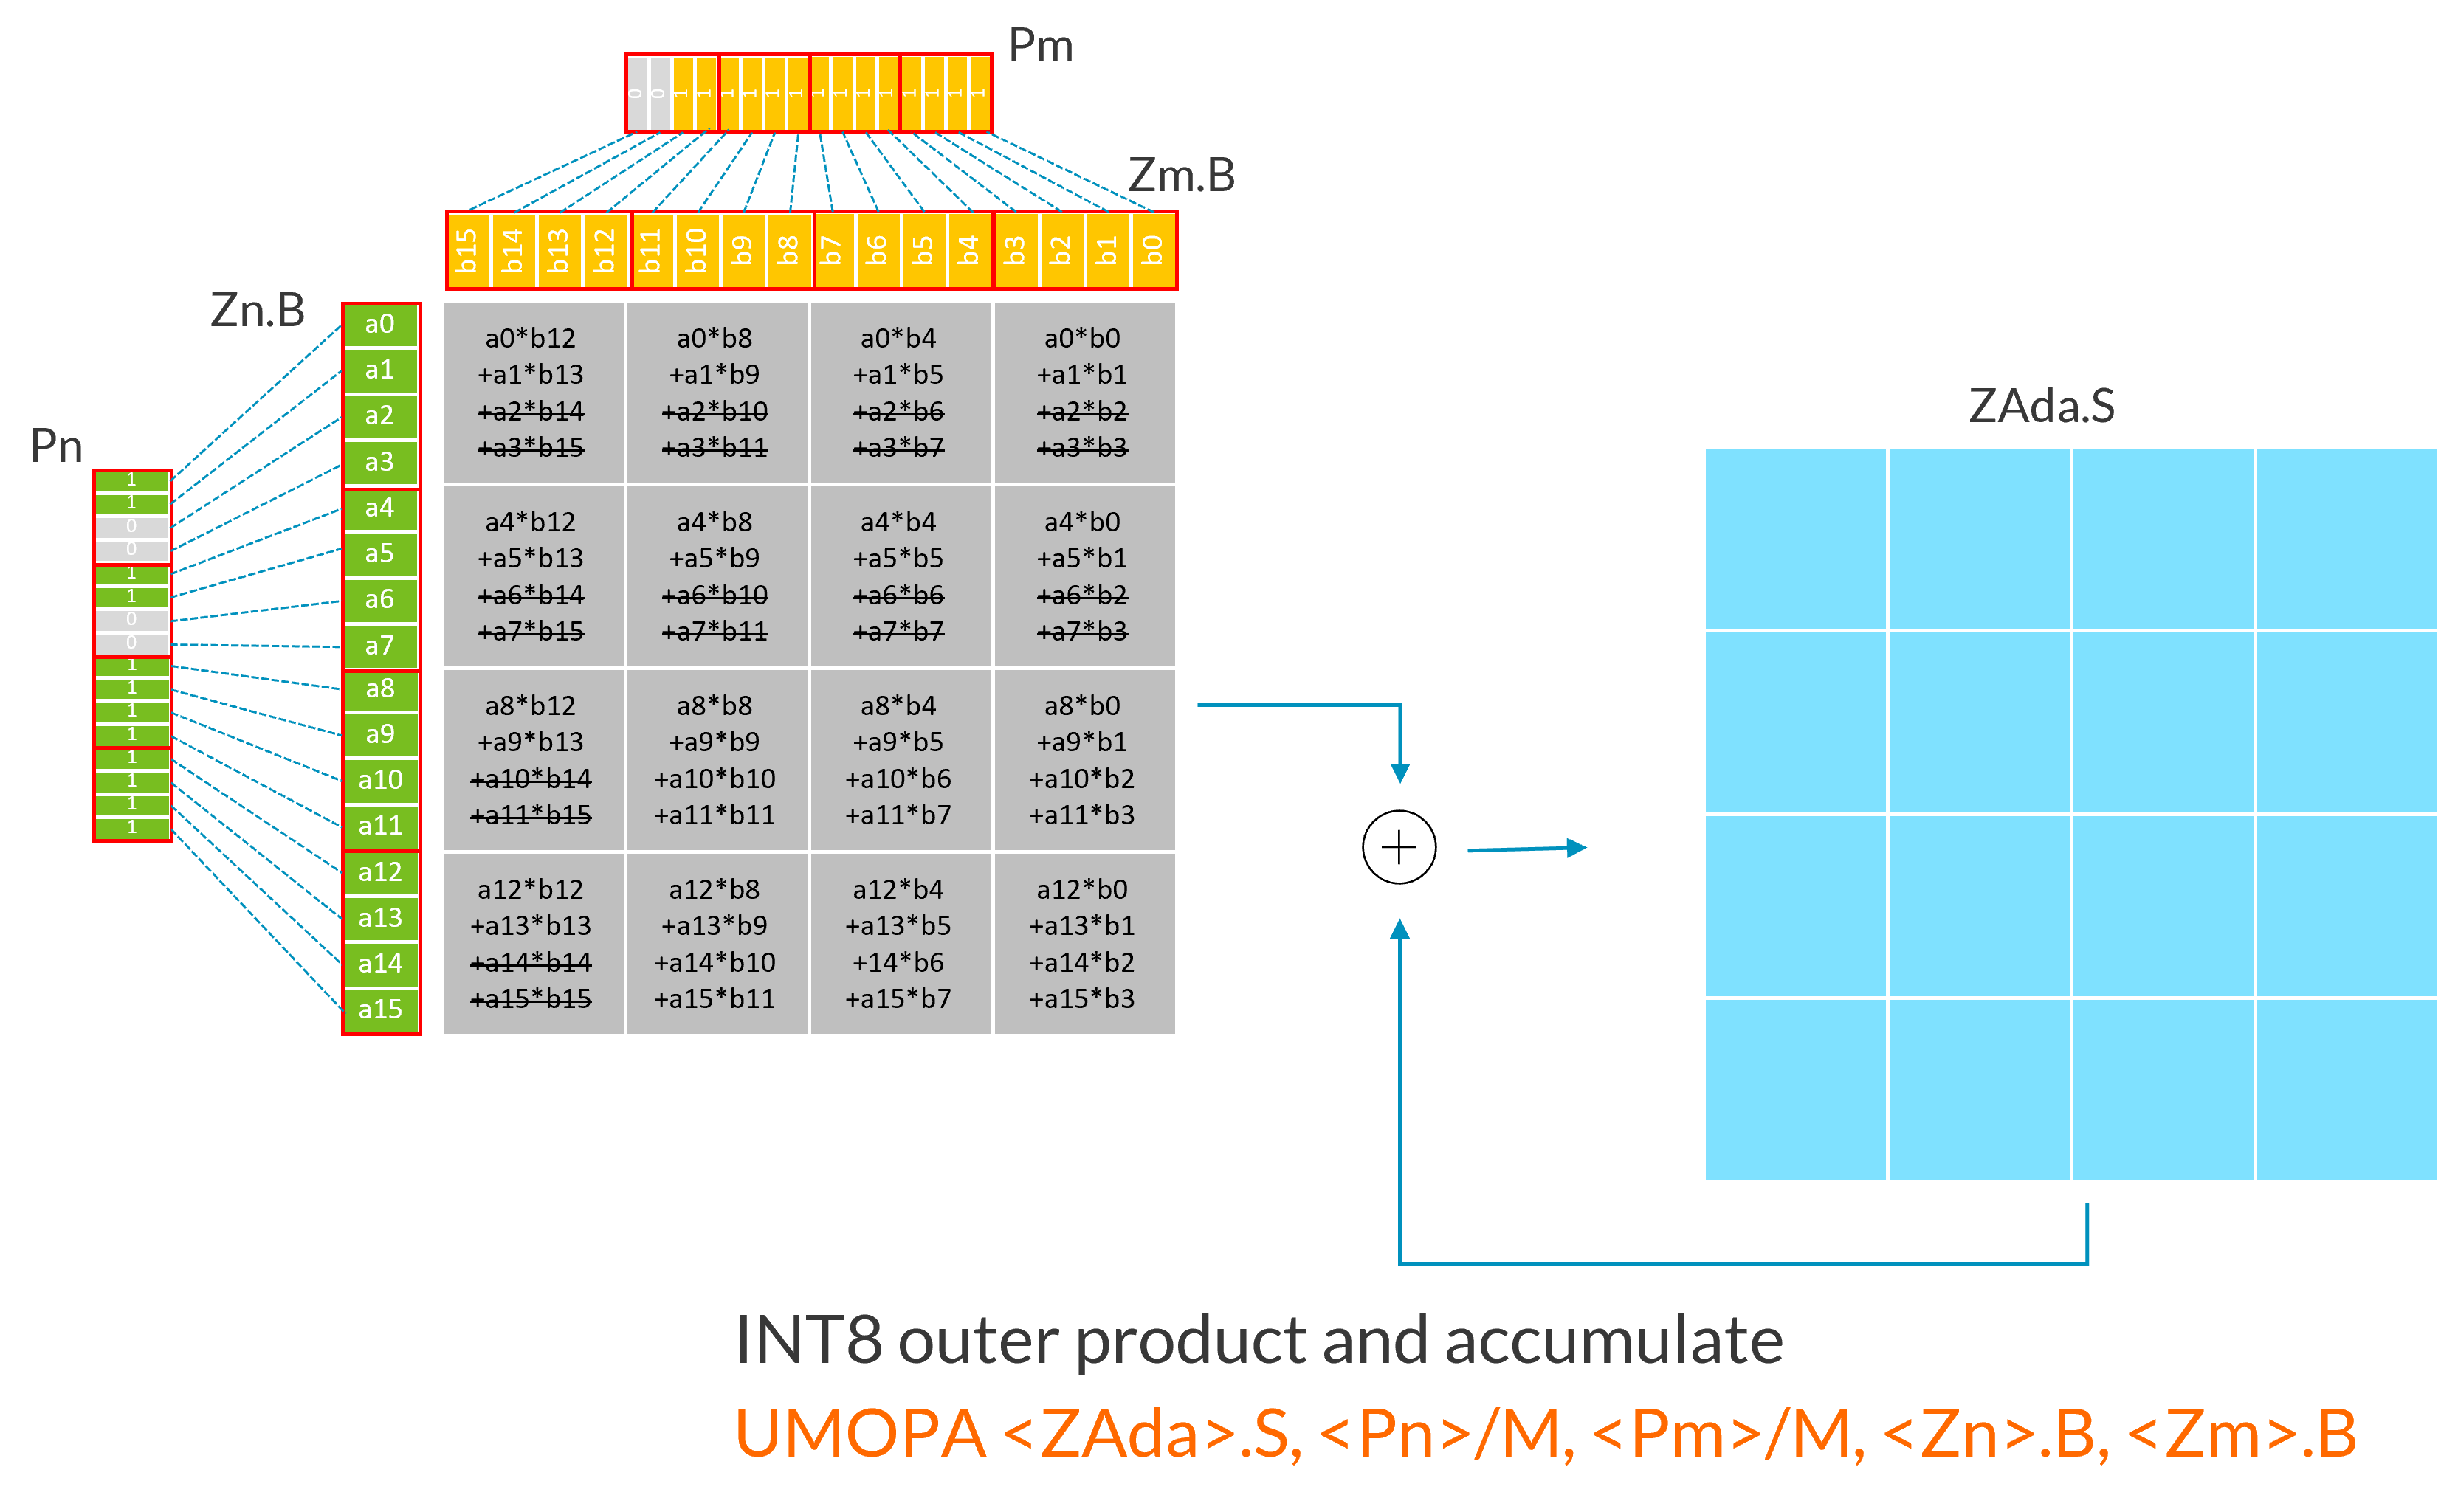 Pm
0 0 1 1 1 1 1 1 1 1 1 1 1 1 1 1
Zm.B
b15 b14 b13 b12 b11 b10 b9 b8 b7 b6 b5 b4 b3 b2 b1 b0
Zn.B
a0
a1
a2
a3
a4
a5
a6
a7
a8
a9
a10
a11
a12
a13
a14
a15
Pn
1
1
0
0
1
1
0
0
1
1
1
1
1
1
1
1
a0*b12 a0*b8 a0*b4 a0*b0
+a1*b13 +a1*b9 +a1*b5 +a1*b1
+a2*b14 +a2*b10 +a2*b6 +a2*b2
+a3*b15 +a3*b11 +a3*b7 +a3*b3
a4*b12 a4*b8 a4*b4 a4*b0
+a5*b13 +a5*b9 +a5*b5 +a5*b1
+a6*b14 +a6*b10 +a6*b6 +a6*b2
+a7*b15 +a7*b11 +a7*b7 +a7*b3
a8*b12 a8*b8 a8*b4 a8*b0
+a9*b13 +a9*b9 +a9*b5 +a9*b1
+a10*b14 +a10*b10 +a10*b6 +a10*b2
+a11*b15 +a11*b11 +a11*b7 +a11*b3
a12*b12 a12*b8 a12*b4 a12*b0
+a13*b13 +a13*b9 +a13*b5 +a13*b1
+a14*b14 +a14*b10 +14*b6 +a14*b2
+a15*b15 +a15*b11 +a15*b7 +a15*b3
ZAda.S
INT8 outer product and accumulate
UMOPA <ZAda>.S, <Pn>/M, <Pm>/M, <Zn>.B, <Zm>.B